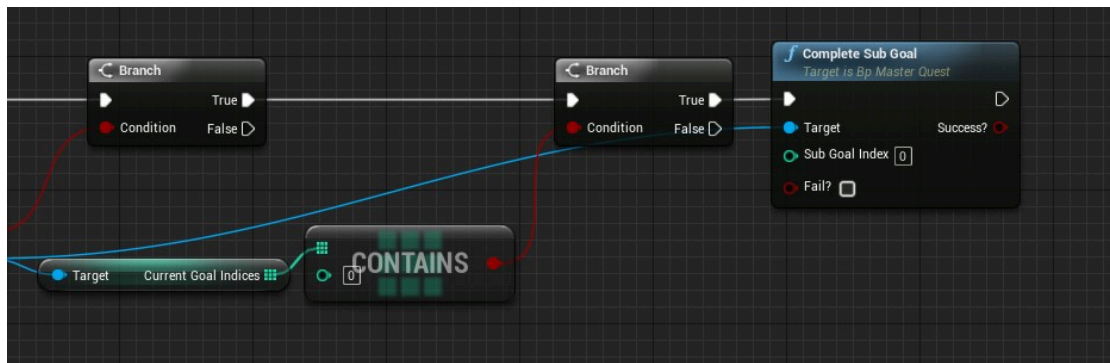 Branch
True
Condition
False
Branch
True
Condition
False
Complete Sub Goal
Target is Bp Master Quest
Target
Success?
Sub Goal Index 0
Fail?
Target
Current Goal Indices
CONTAINS
0